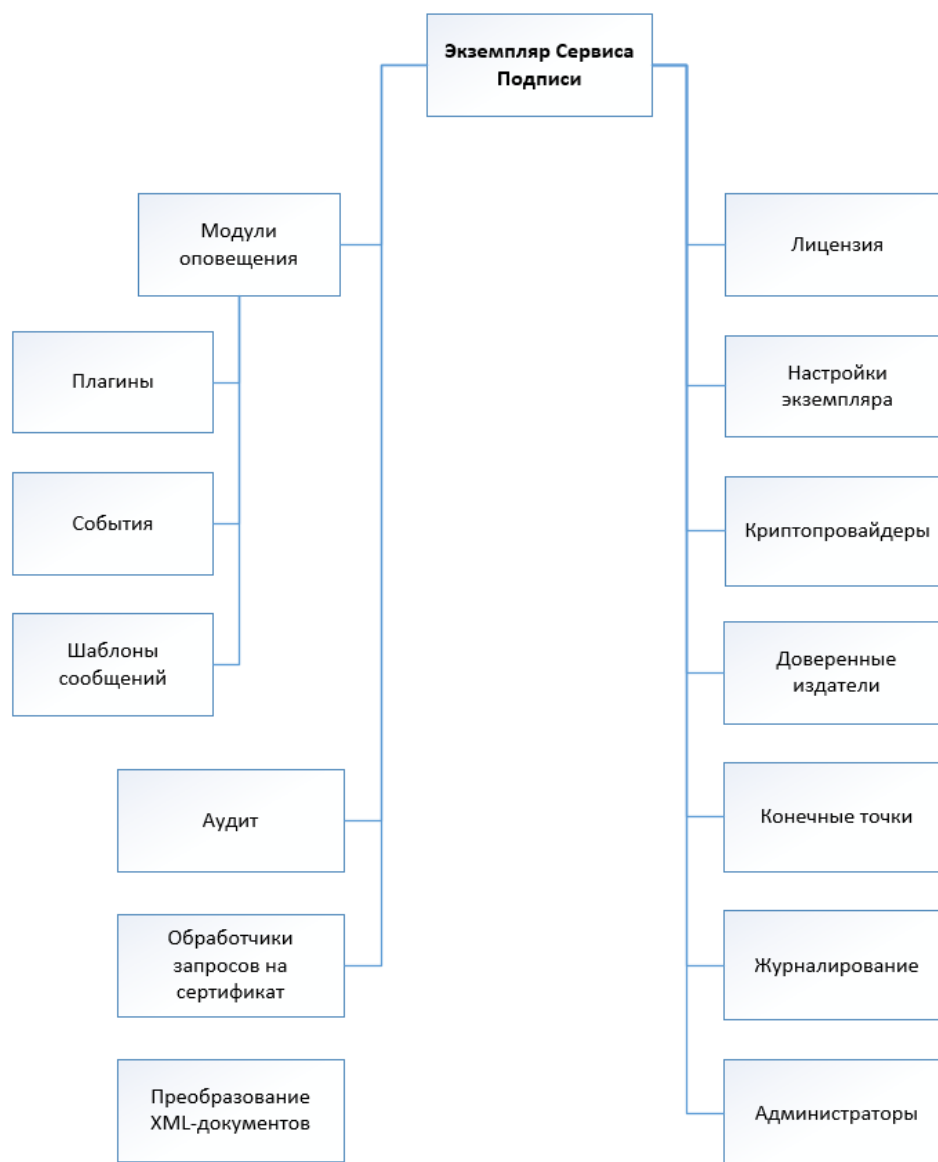 Экземпляр Сервиса
Подписи
Модули
оповещения
Плагины
События
Шаблоны
сообщений
Аудит
Обработчики
запросов на
сертификат
Преобразование
XML-документов
Лицензия
Настройки
экземпляра
Криптопровайдеры
Доверенные
издатели
Конечные точки
Журналирование
Администраторы